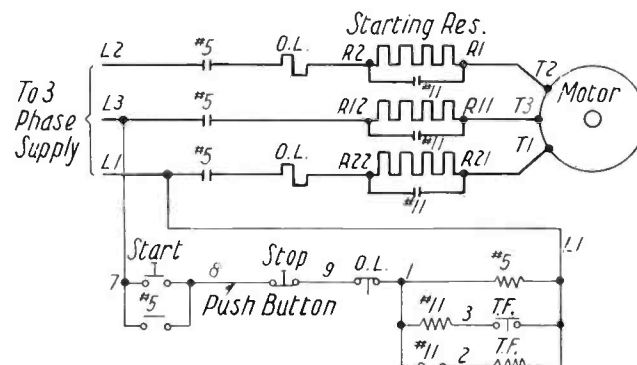 Starting Res.
L2 #5 O.L. R2 R1
#11 T2
To 3 Phase Supply
L3 #5 R12 R11 T3 Motor
#11
L1 #5 O.L. R22 R21 T1
#11
L1
Start Stop O.L. #5
7 8 9 1
#5 Push Button
#11 3 T.F.
#11 2 T.F.